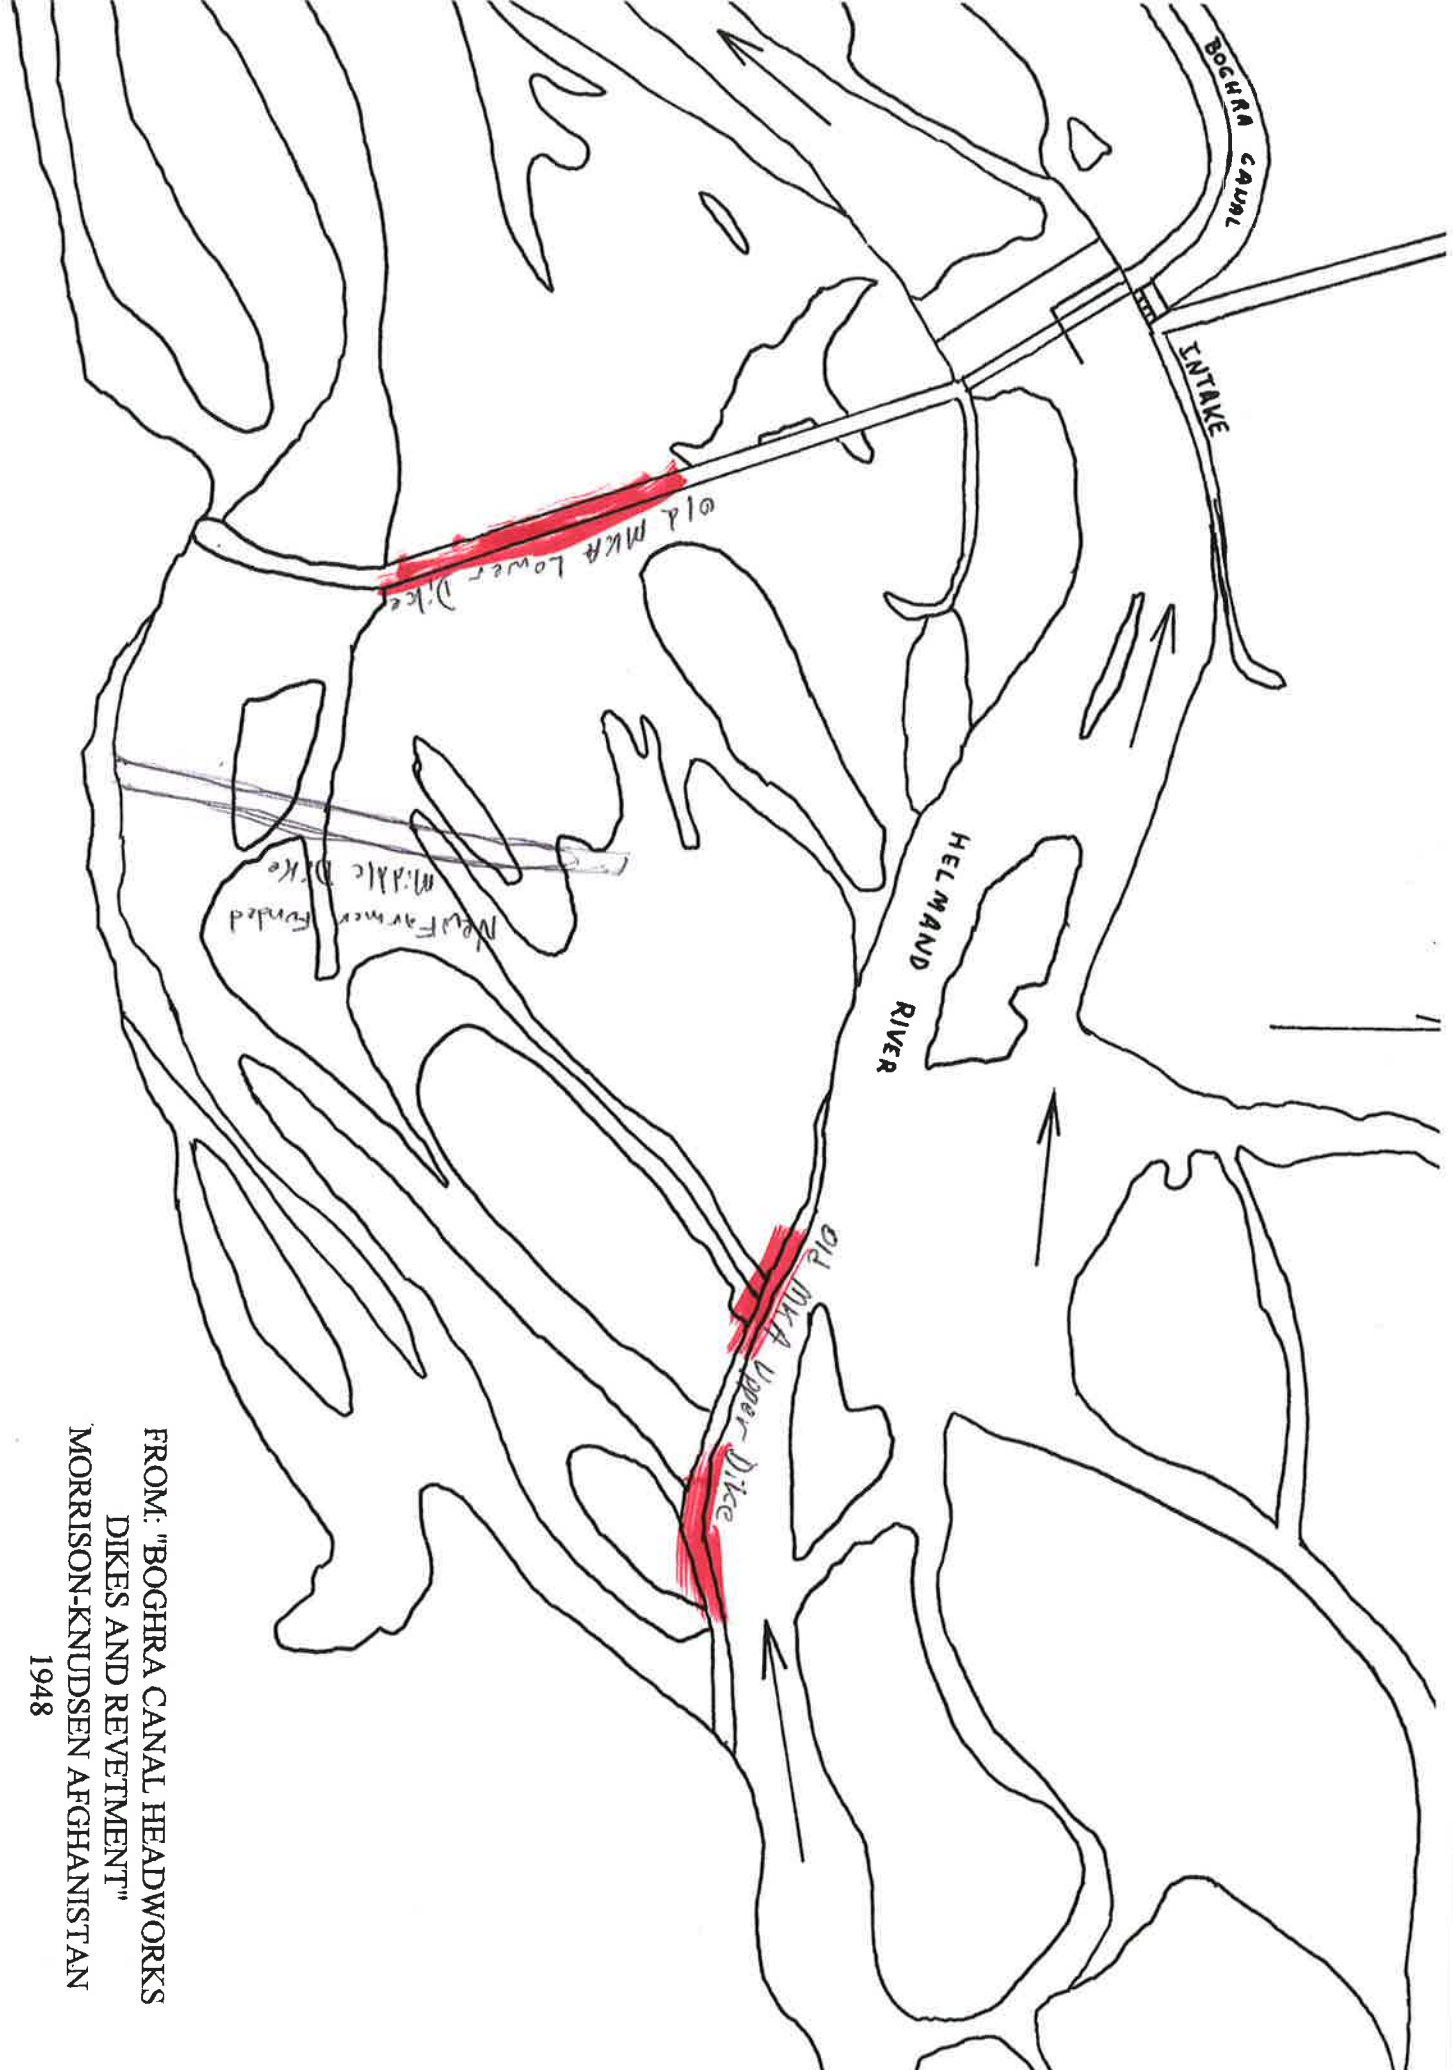 BOGHRA CANAL
INTAKE
HELMAND RIVER
Old MKA Lower Dike
New Farmer Funded
Middle Dike
Old MKA Upper Dike
FROM: "BOGHRA CANAL HEADWORKS
DIKES AND REVETMENT"
MORRISON-KNUDSEN AFGHANISTAN
1948